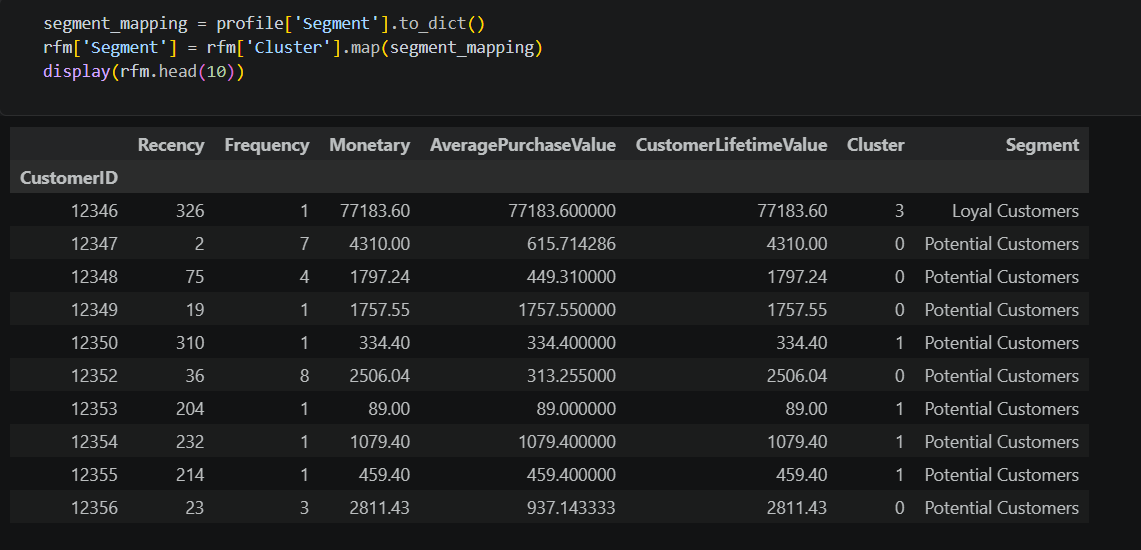 segment_mapping = profile['Segment'].to_dict()
rfm['Segment'] = rfm['Cluster'].map(segment_mapping)
display(rfm.head(10))
Recency Frequency Monetary AveragePurchaseValue CustomerLifetimeValue Cluster Segment
CustomerID
12346 326 1 77183.60 77183.600000 77183.60 3 Loyal Customers
12347 2 7 4310.00 615.714286 4310.00 0 Potential Customers
12348 75 4 1797.24 449.310000 1797.24 0 Potential Customers
12349 19 1 1757.55 1757.550000 1757.55 0 Potential Customers
12350 310 1 334.40 334.400000 334.40 1 Potential Customers
12352 36 8 2506.04 313.255000 2506.04 0 Potential Customers
12353 204 1 89.00 89.000000 89.00 1 Potential Customers
12354 232 1 1079.40 1079.400000 1079.40 1 Potential Customers
12355 214 1 459.40 459.400000 459.40 1 Potential Customers
12356 23 3 2811.43 937.143333 2811.43 0 Potential Customers